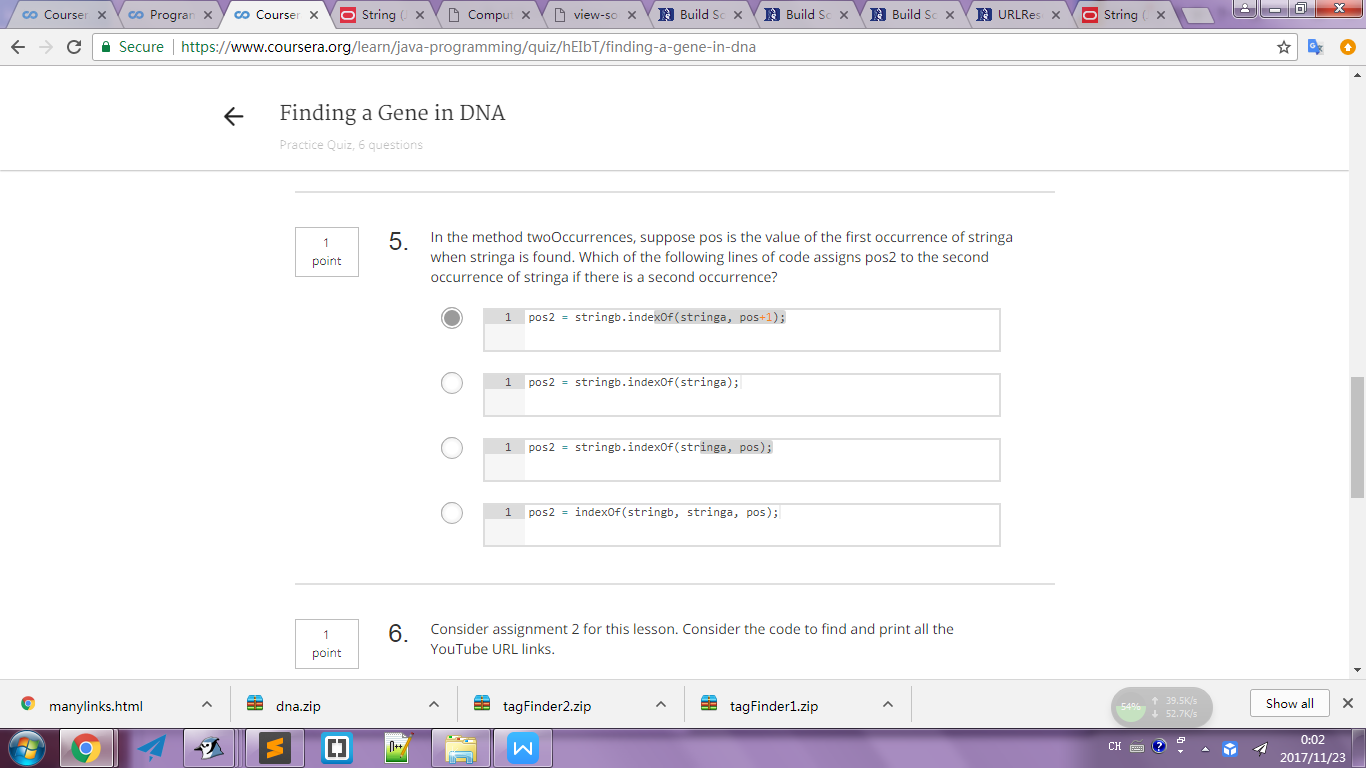 Courser
Progran
Courser
String (
Comput
view-so
Build Sc
Build Sc
Build Sc
URLRes
String (
Secure https://www.coursera.org/learn/java-programming/quiz/hEIbT/finding-a-gene-in-dna
Finding a Gene in DNA
Practice Quiz, 6 questions
1
point
5.
In the method twoOccurrences, suppose pos is the value of the first occurrence of stringa
when stringa is found. Which of the following lines of code assigns pos2 to the second
occurrence of stringa if there is a second occurrence?
1 pos2 = stringb.indexOf(stringa, pos+1);
1 pos2 = stringb.indexOf(stringa);
1 pos2 = stringb.indexOf(stringa, pos);
1 pos2 = indexOf(stringb, stringa, pos);
1
point
6.
Consider assignment 2 for this lesson. Consider the code to find and print all the
YouTube URL links.
manylinks.html
dna.zip
tagFinder2.zip
tagFinder1.zip
54%
39.5K/s
52.7K/s
Show all
CH
0:02
2017/11/23